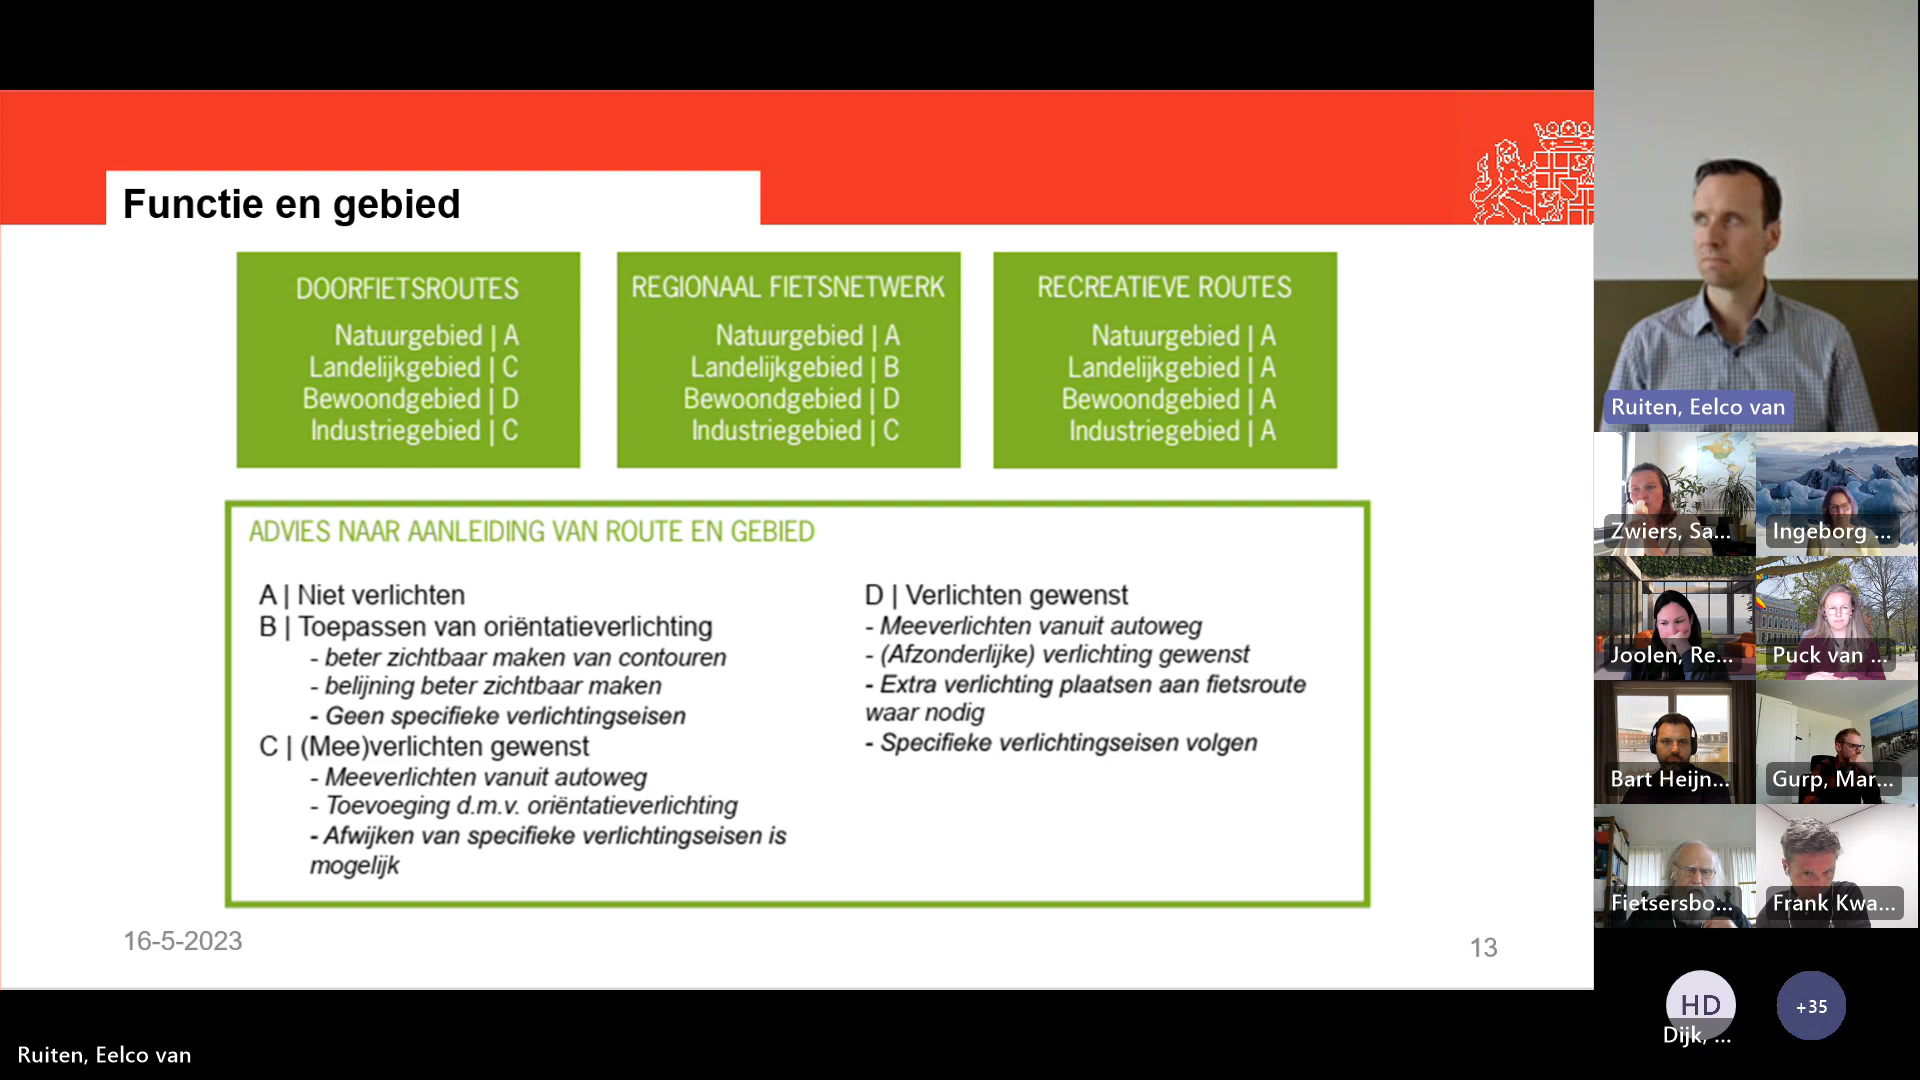 Functie en gebied
DOORFIETSROUTES
Natuurgebied | A
Landelijkgebied | C
Bewoondgebied | D
Industriegebied | C
REGIONAAL FIETSNETWERK
Natuurgebied | A
Landelijkgebied | B
Bewoondgebied | D
Industriegebied | C
RECREATIEVE ROUTES
Natuurgebied | A
Landelijkgebied | A
Bewoondgebied | A
Industriegebied | A
ADVIES NAAR AANLEIDING VAN ROUTE EN GEBIED
A | Niet verlichten
B | Toepassen van oriëntatieverlichting
- beter zichtbaar maken van contouren
- belijning beter zichtbaar maken
- Geen specifieke verlichtingseisen
C | (Mee)verlichten gewenst
- Meeverlichten vanuit autoweg
- Toevoeging d.m.v. oriëntatieverlichting
- Afwijken van specifieke verlichtingseisen is
mogelijk
D | Verlichten gewenst
- Meeverlichten vanuit autoweg
- (Afzonderlijke) verlichting gewenst
- Extra verlichting plaatsen aan fietsroute
waar nodig
- Specifieke verlichtingseisen volgen
16-5-2023
13
Ruiten, Eelco van
Ruiten, Eelco van
Zwiers, Sa...
Ingeborg ...
Joolen, Re...
Puck van ...
Bart Heijn...
Gurp, Mar...
Fietsersbo...
Frank Kwa...
HD
Dijk, ...
+35